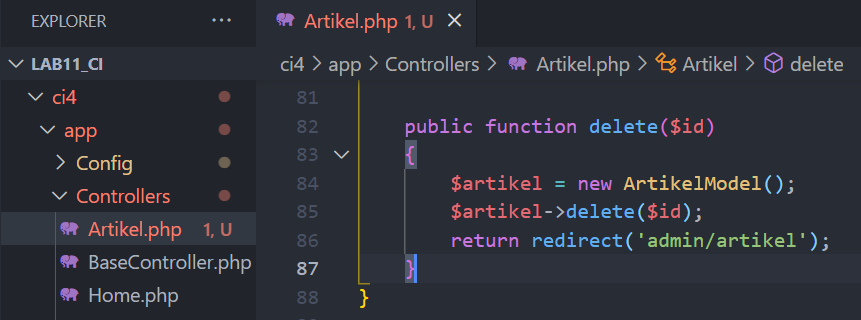 EXPLORER ...
LAB11_CI
ci4
app
Config
Controllers
Artikel.php 1, U
BaseController.php
Home.php
Artikel.php 1, U
ci4 > app > Controllers > Artikel.php > Artikel > delete
81
82 public function delete($id)
83 {
84 $artikel = new ArtikelModel();
85 $artikel->delete($id);
86 return redirect('admin/artikel');
87 }
88 }